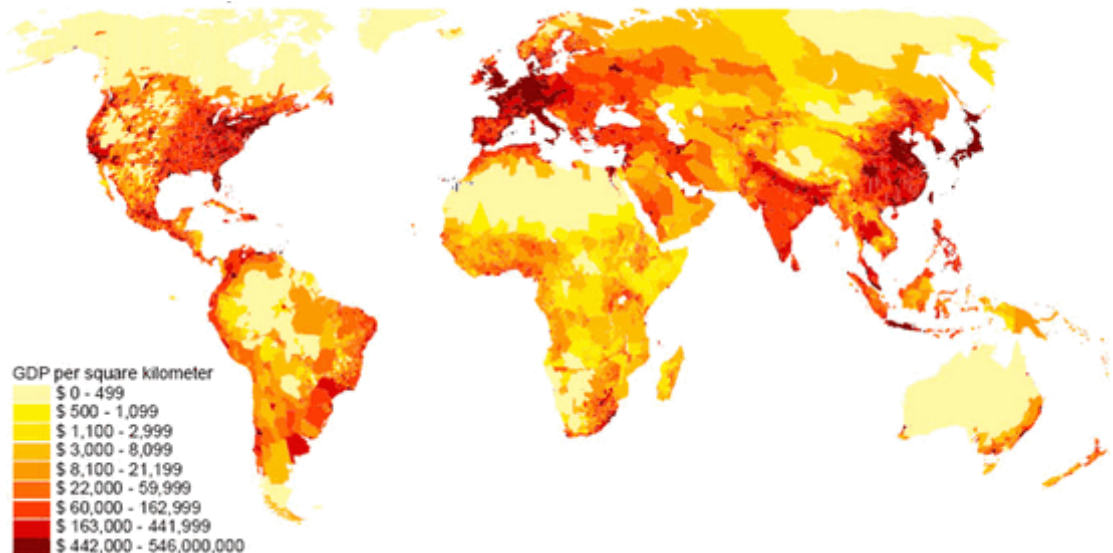 GDP per square kilometer
$ 0 - 499
$ 500 - 1,099
$ 1,100 - 2,999
$ 3,000 - 8,099
$ 8,100 - 21,199
$ 22,000 - 59,999
$ 60,000 - 162,999
$ 163,000 - 441,999
$ 442,000 - 546,000,000